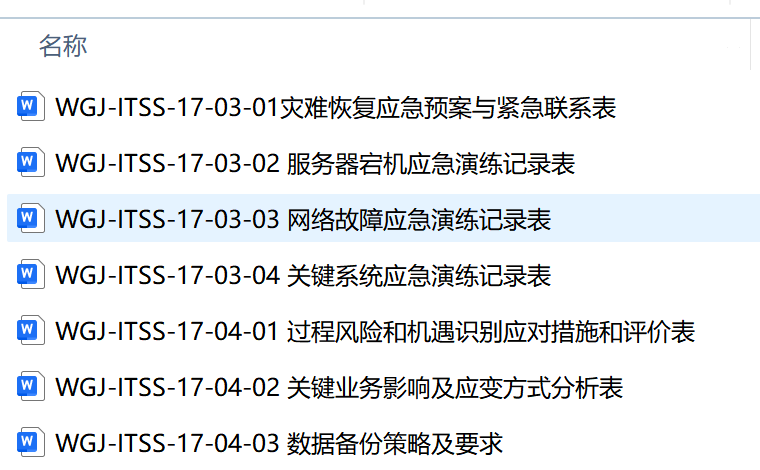 名称
WGJ-ITSS-17-03-01灾难恢复应急预案与紧急联系表
WGJ-ITSS-17-03-02 服务器宕机应急演练记录表
WGJ-ITSS-17-03-03 网络故障应急演练记录表
WGJ-ITSS-17-03-04 关键系统应急演练记录表
WGJ-ITSS-17-04-01 过程风险和机遇识别应对措施和评价表
WGJ-ITSS-17-04-02 关键业务影响及应变方式分析表
WGJ-ITSS-17-04-03 数据备份策略及要求